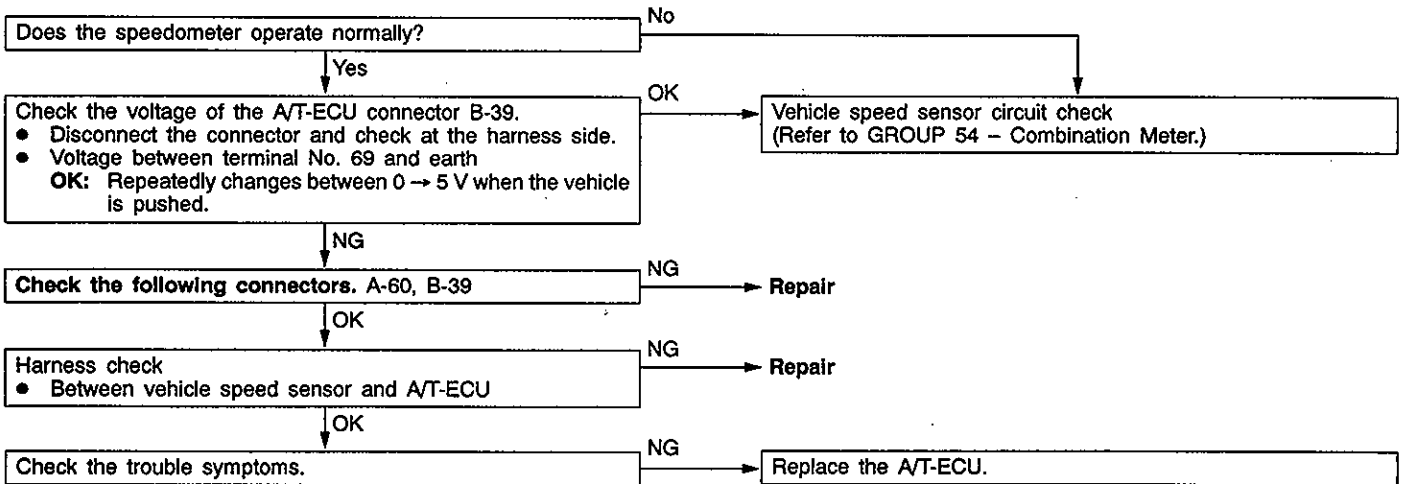 Does the speedometer operate normally?
No
Yes
Check the voltage of the A/T-ECU connector B-39.
● Disconnect the connector and check at the harness side.
● Voltage between terminal No. 69 and earth
OK: Repeatedly changes between 0 → 5 V when the vehicle
is pushed.
OK
Vehicle speed sensor circuit check
(Refer to GROUP 54 – Combination Meter.)
NG
Check the following connectors. A-60, B-39
NG
Repair
OK
Harness check
● Between vehicle speed sensor and A/T-ECU
NG
Repair
OK
Check the trouble symptoms.
NG
Replace the A/T-ECU.